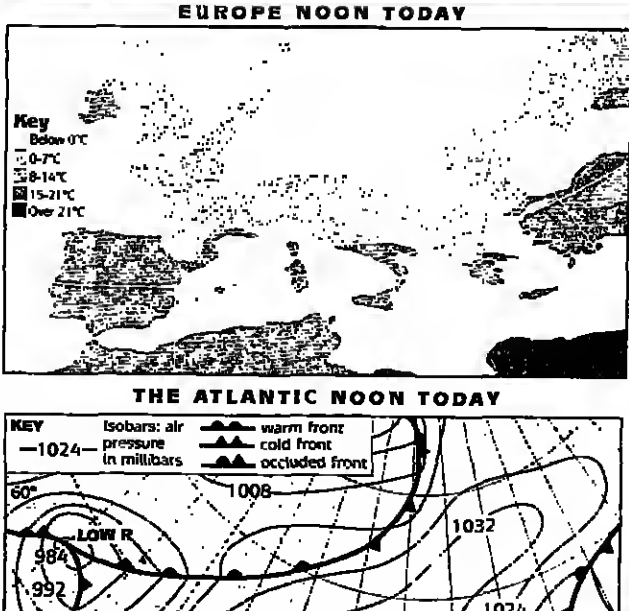 EUROPE NOON TODAY
Key
Below 0°C
0-7°C
8-14°C
15-21°C
Over 21°C
THE ATLANTIC NOON TODAY
KEY
—1024—
Isobars: air
pressure
in millibars
warm front
cold front
occluded front
60°
1008
LOW R
984
992
1032
1024